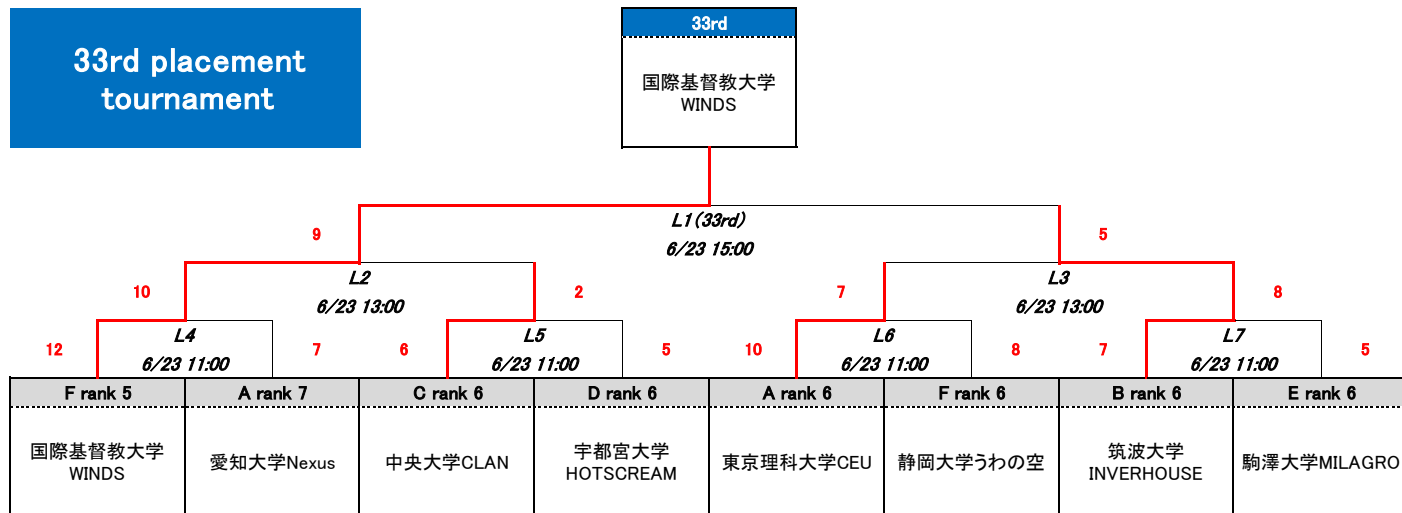 33rd placement
tournament
33rd
国際基督教大学
WINDS
L1(33rd)
9
5
6/23 15:00
L2
L3
10
2
7
8
6/23 13:00
6/23 13:00
L4
L5
L6
L7
12
7
6
5
10
8
7
5
6/23 11:00
6/23 11:00
6/23 11:00
6/23 11:00
F rank 5
A rank 7
C rank 6
D rank 6
A rank 6
F rank 6
B rank 6
E rank 6
国際基督教大学
WINDS
愛知大学Nexus
中央大学CLAN
宇都宮大学
HOTSCREAM
東京理科大学CEU
静岡大学うわの空
筑波大学
INVERHOUSE
駒澤大学MILAGRO